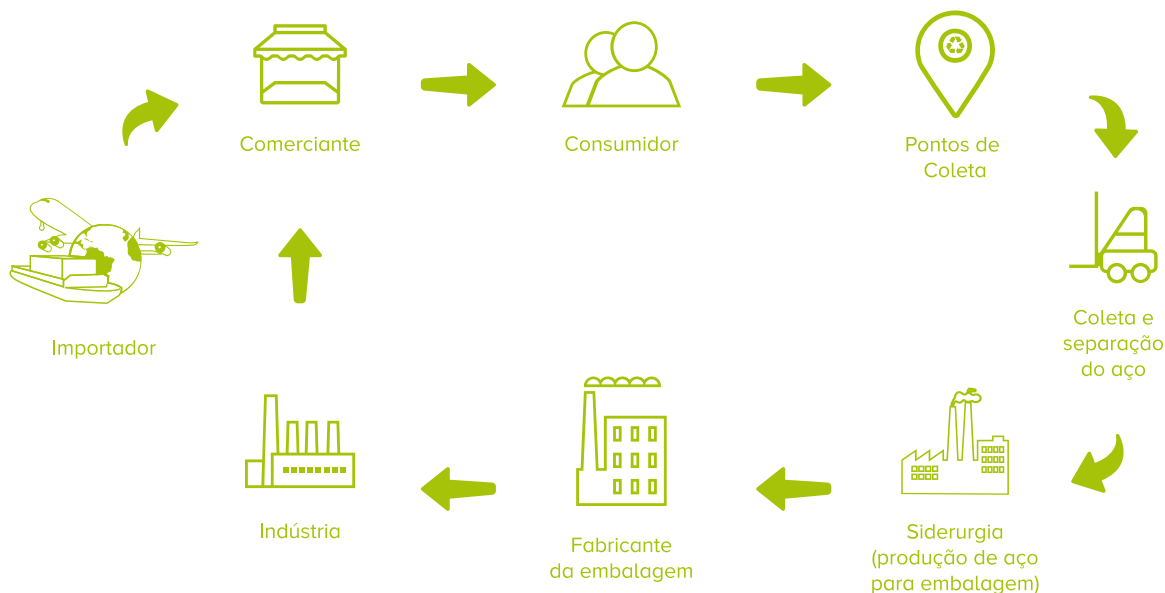 Comerciante
Consumidor
Pontos de
Coleta
Importador
Coleta e
separação
do aço
Indústria
Fabricante
da embalagem
Siderurgia
(produção de aço
para embalagem)